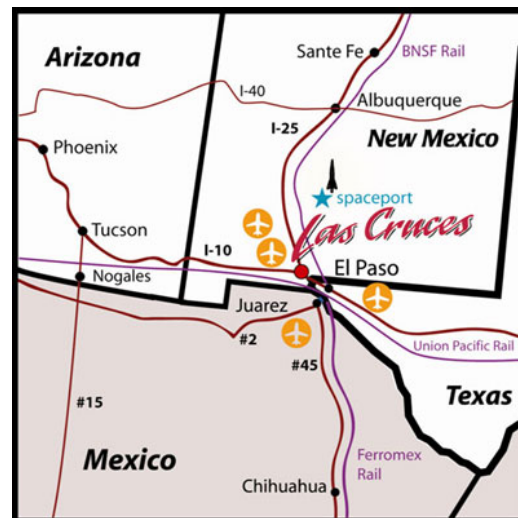 Sante Fe
BNSF Rail
Arizona
I-40
Albuquerque
I-25
New Mexico
Phoenix
spaceport
Las Cruces
Tucson
I-10
El Paso
Nogales
Juarez
#2
Union Pacific Rail
#45
#15
Texas
Mexico
Ferromex
Rail
Chihuahua